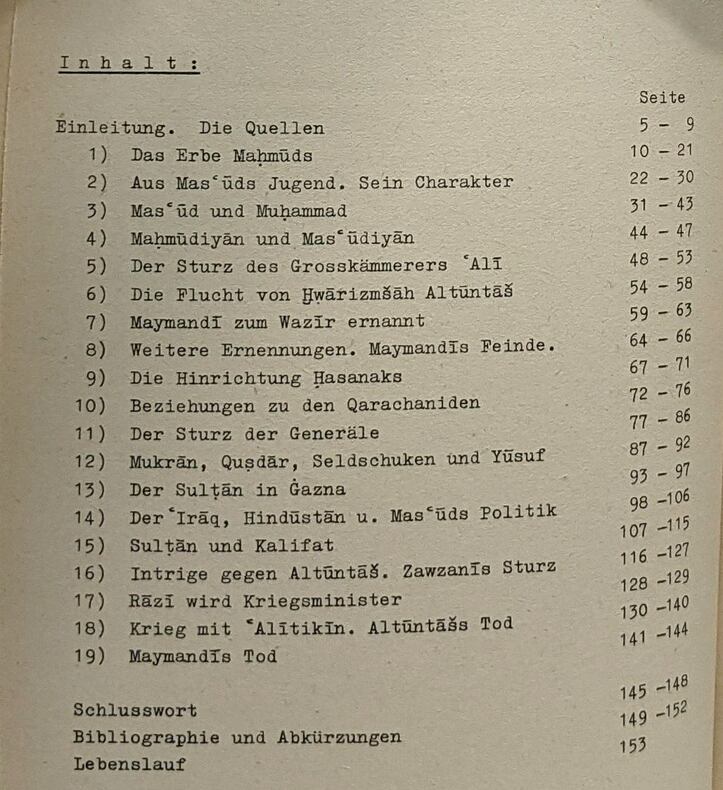 Inhalt:
Seite
Einleitung. Die Quellen 5 - 9
1) Das Erbe Maḥmūds 10 - 21
2) Aus Masʿūds Jugend. Sein Charakter 22 - 30
3) Masʿūd und Muḥammad 31 - 43
4) Maḥmūdiyān und Masʿūdiyān 44 - 47
5) Der Sturz des Grosskämmerers ʿAlī 48 - 53
6) Die Flucht von Ḫwārizmšāh Altūntāš 54 - 58
7) Maymandī zum Wazīr ernannt 59 - 63
8) Weitere Ernennungen. Maymandīs Feinde. 64 - 66
9) Die Hinrichtung Ḥasanaks 67 - 71
10) Beziehungen zu den Qarachaniden 72 - 76
11) Der Sturz der Generäle 77 - 86
12) Mukrān, Quṣdār, Seldschuken und Yūsuf 87 - 92
13) Der Sulṭān in Ġazna 93 - 97
14) Der ʿIrāq, Hindūstān u. Masʿūds Politik 98 -106
15) Sulṭān und Kalifat 107 -115
16) Intrige gegen Altūntāš. Zawzanīs Sturz 116 -127
17) Rāzī wird Kriegsminister 128 -129
18) Krieg mit ʿAlītikīn. Altūntāšs Tod 130 -140
19) Maymandīs Tod 141 -144
Schlusswort 145 -148
Bibliographie und Abkürzungen 149 -152
Lebenslauf 153